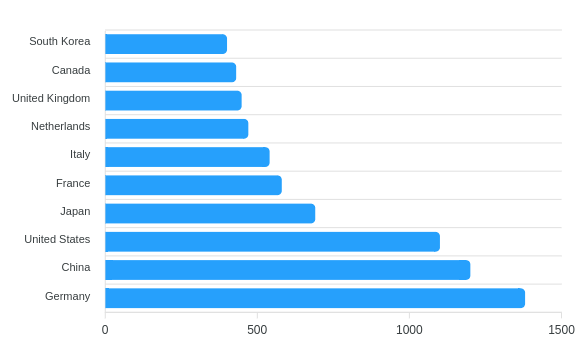 South Korea
Canada
United Kingdom
Netherlands
Italy
France
Japan
United States
China
Germany
0 500 1000 1500